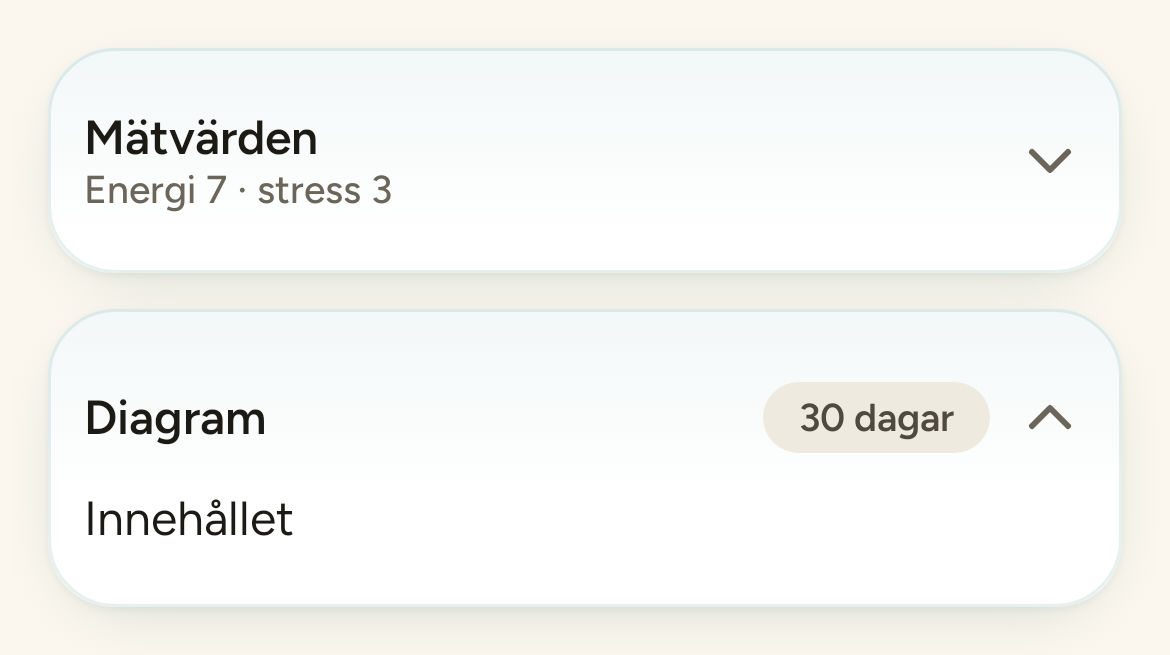 Mätvärden
Energi 7 · stress 3
Diagram
30 dagar
Innehållet